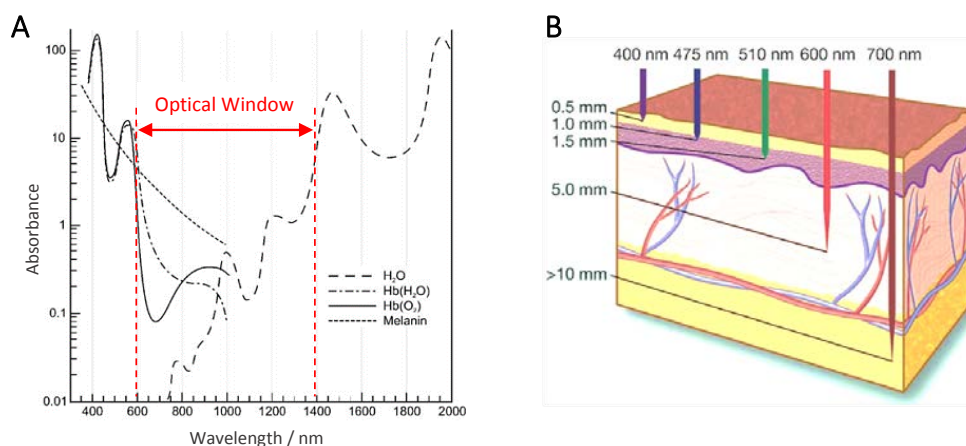 A
100
10
1
0.1
0.01
Absorbance
Optical Window
H₂O
Hb(H₂O)
Hb(O₂)
Melanin
400 600 800 1000 1200 1400 1600 1800 2000
Wavelength / nm
B
400 nm 475 nm 510 nm 600 nm 700 nm
0.5 mm
1.0 mm
1.5 mm
5.0 mm
>10 mm